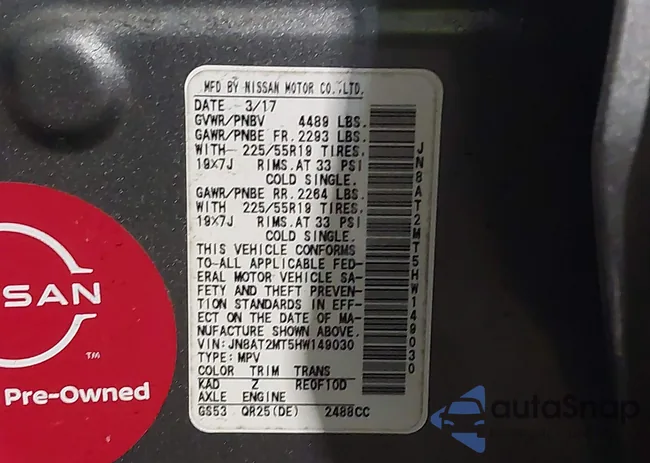 MFD BY NISSAN MOTOR CO.,LTD.
DATE 3/17
GVWR/PNBV 4489 LBS.
GAWR/PNBE FR. 2293 LBS.
WITH 225/55R19 TIRES.
19X7J RIMS.AT 33 PSI
COLD SINGLE.
GAWR/PNBE RR. 2264 LBS.
WITH 225/55R19 TIRES.
19X7J RIMS.AT 33 PSI
COLD SINGLE.
THIS VEHICLE CONFORMS
TO-ALL APPLICABLE FED-
ERAL MOTOR VEHICLE SA-
FETY AND THEFT PREVEN-
TION STANDARDS IN EFF-
ECT ON THE DATE OF MA-
NUFACTURE SHOWN ABOVE.
VIN:JN8AT2MT5HW149030
TYPE:MPV
COLOR TRIM TRANS
KAD Z RE0F10D
AXLE ENGINE
GS53 QR25(DE) 2488CC
JN8AT2MT5HW149030
SAN
TM
Pre-Owned
autoSnap